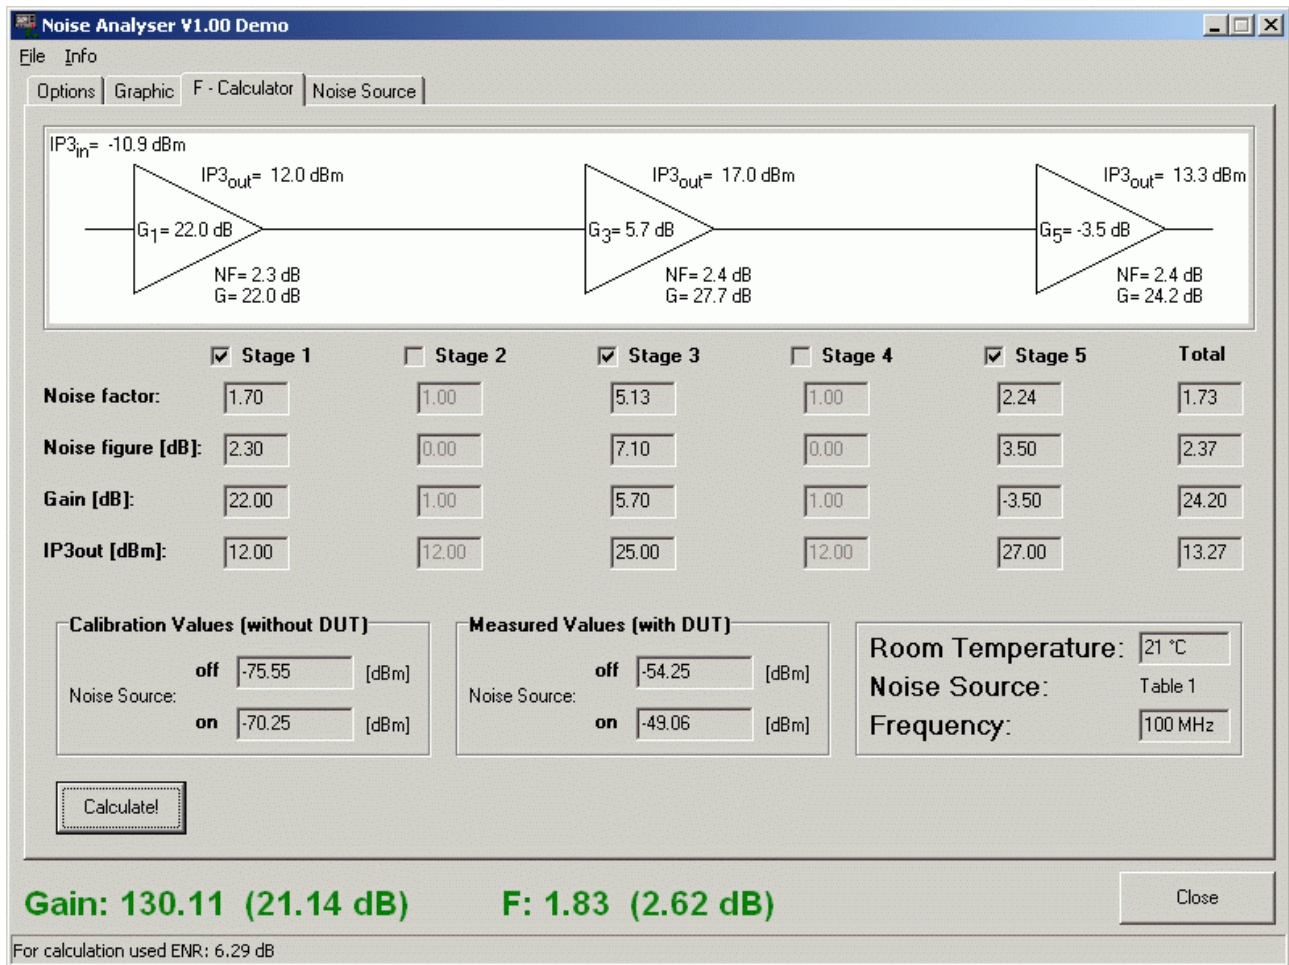 Noise Analyser V1.00 Demo
File Info
Options Graphic F - Calculator Noise Source
IP3in= -10.9 dBm
IP3out= 12.0 dBm IP3out= 17.0 dBm IP3out= 13.3 dBm
G1= 22.0 dB G3= 5.7 dB G5= -3.5 dB
NF= 2.3 dB NF= 2.4 dB NF= 2.4 dB
G= 22.0 dB G= 27.7 dB G= 24.2 dB
Stage 1 Stage 2 Stage 3 Stage 4 Stage 5 Total
Noise factor: 1.70 1.00 5.13 1.00 2.24 1.73
Noise figure [dB]: 2.30 0.00 7.10 0.00 3.50 2.37
Gain [dB]: 22.00 1.00 5.70 1.00 -3.50 24.20
IP3out [dBm]: 12.00 12.00 25.00 12.00 27.00 13.27
Calibration Values (without DUT) Measured Values (with DUT)
Room Temperature: 21 °C
off -75.55 [dBm] off -54.25 [dBm]
Noise Source: Noise Source: Noise Source: Table 1
on -70.25 [dBm] on -49.06 [dBm] Frequency: 100 MHz
Calculate!
Gain: 130.11 (21.14 dB) F: 1.83 (2.62 dB) Close
For calculation used ENR: 6.29 dB